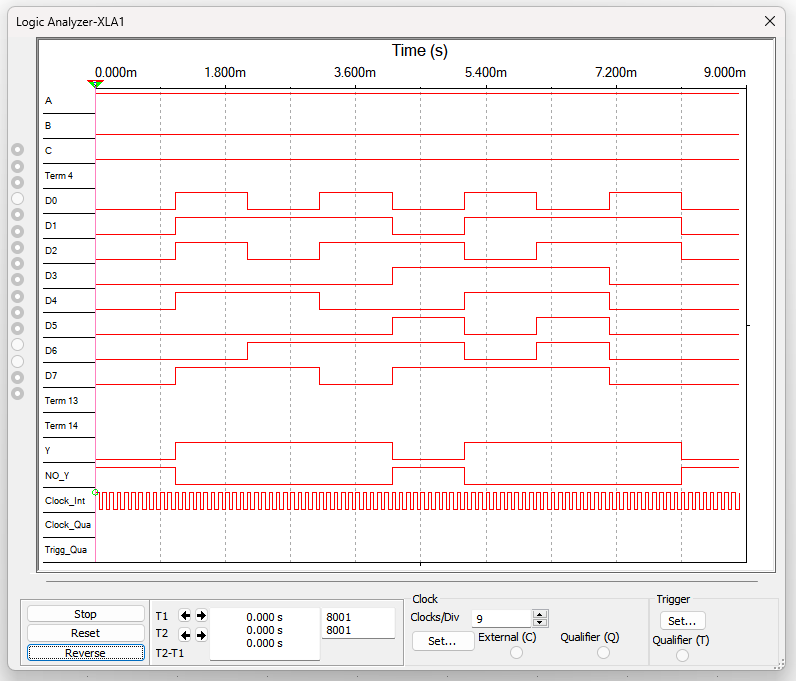 Logic Analyzer-XLA1
Time (s)
0.000m 1.800m 3.600m 5.400m 7.200m 9.000m
A
B
C
Term 4
D0
D1
D2
D3
D4
D5
D6
D7
Term 13
Term 14
Y
NO_Y
Clock_Int
Clock_Qua
Trigg_Qua
Stop
Reset
Reverse
T1
T2
T2-T1
0.000 s
0.000 s
0.000 s
8001
8001
Clock
Clocks/Div 9
Set...
External (C)
Qualifier (Q)
Trigger
Set...
Qualifier (T)